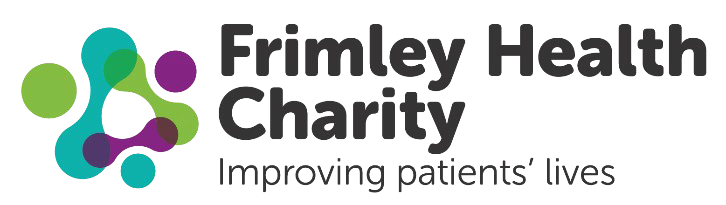 Frimley Health
Charity
Improving patients' lives